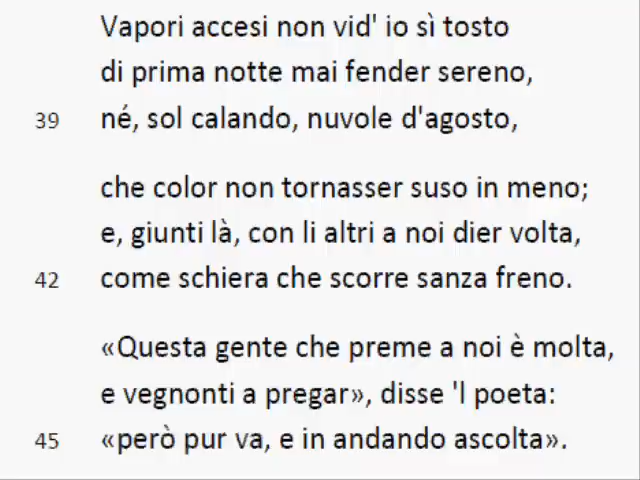 Vapori accesi non vid' io sì tosto
di prima notte mai fender sereno,
39 né, sol calando, nuvole d'agosto,
che color non tornasser suso in meno;
e, giunti là, con li altri a noi dier volta,
42 come schiera che scorre sanza freno.
«Questa gente che preme a noi è molta,
e vegnonti a pregar», disse 'l poeta:
45 «però pur va, e in andando ascolta».